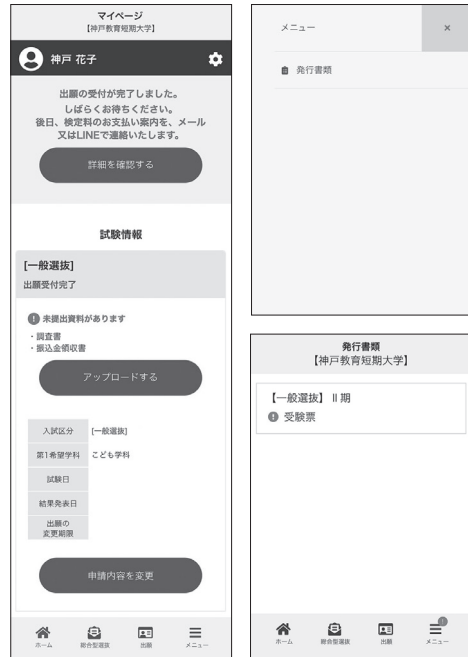 マイページ
【神戸教育短期大学】
神戸 花子
出願の受付が完了しました。
しばらくお待ちください。
後日、検定料のお支払い案内を、メール
又はLINEで連絡いたします。
詳細を確認する
試験情報
[一般選抜]
出願受付完了
未提出資料があります
・調査書
・振込金領収書
アップロードする
入試区分 [一般選抜]
第1希望学科 こども学科
試験日
結果発表日
出願の
変更期限
申請内容を変更
ホーム 総合型選抜 出願 メニュー
メニュー ×
発行書類
発行書類
【神戸教育短期大学】
【一般選抜】Ⅱ期
受験票
ホーム 総合型選抜 出願 メニュー